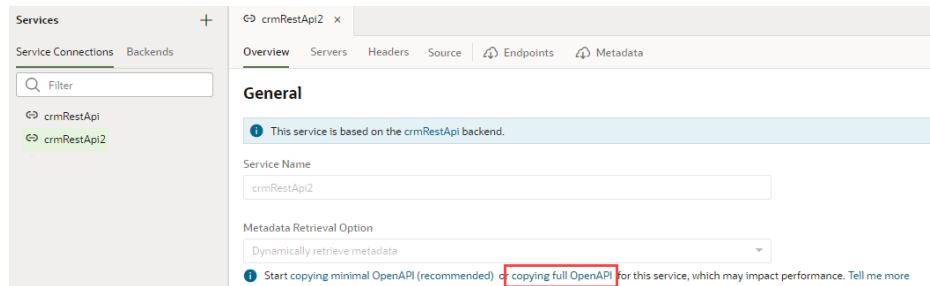 Services
crmRestApi2
Service Connections Backends
Overview Servers Headers Source Endpoints Metadata
Filter
General
crmRestApi
This service is based on the crmRestApi backend.
crmRestApi2
Service Name
crmRestApi2
Metadata Retrieval Option
Dynamically retrieve metadata
Start copying minimal OpenAPI (recommended) or copying full OpenAPI for this service, which may impact performance. Tell me more